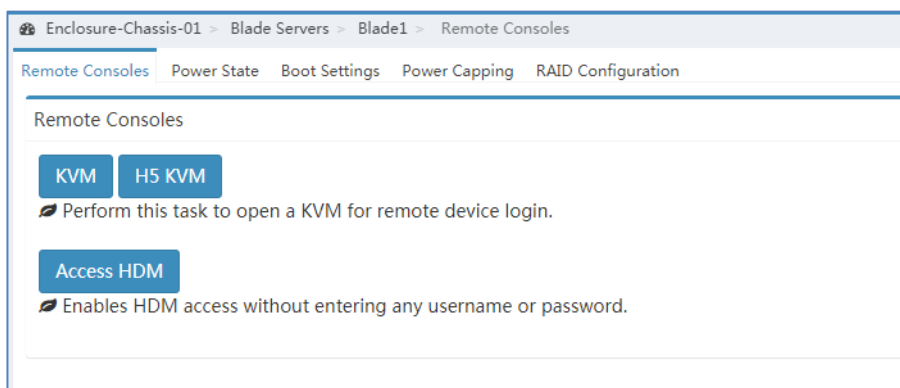 Enclosure-Chassis-01 > Blade Servers > Blade1 > Remote Consoles
Remote Consoles Power State Boot Settings Power Capping RAID Configuration
Remote Consoles
KVM H5 KVM
Perform this task to open a KVM for remote device login.
Access HDM
Enables HDM access without entering any username or password.